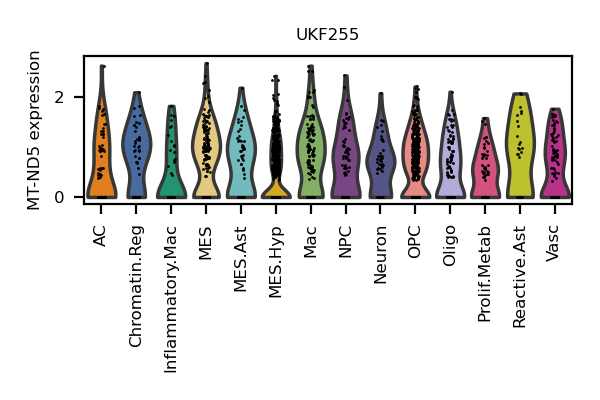 UKF255
MT-ND5 expression
2
0
AC
Chromatin.Reg
Inflammatory.Mac
MES
MES.Ast
MES.Hyp
Mac
NPC
Neuron
OPC
Oligo
Prolif.Metab
Reactive.Ast
Vasc